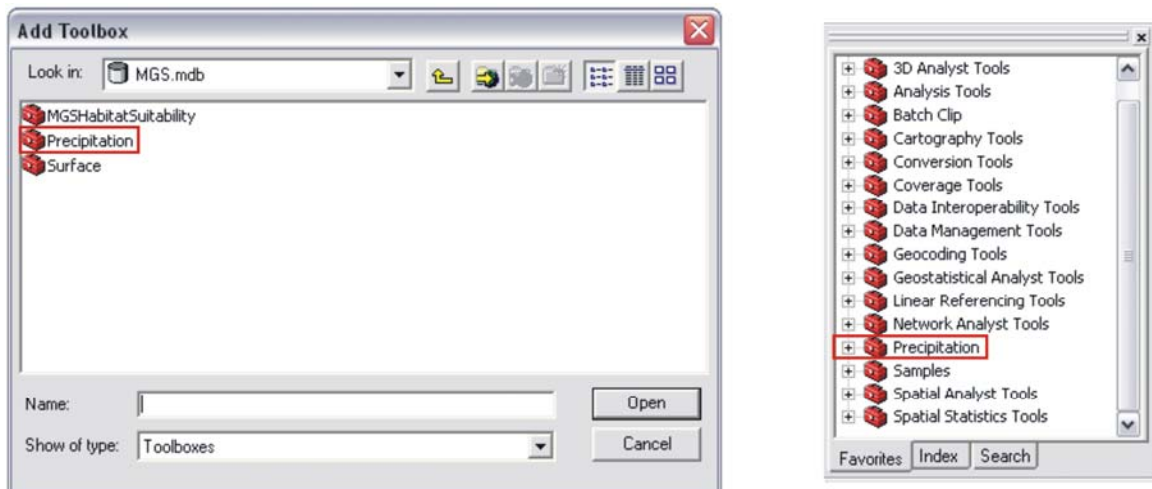 Add Toolbox
Look in: MGS.mdb
MGSHabitatSuitability
Precipitation
Surface
Name:
Open
Show of type: Toolboxes
Cancel
3D Analyst Tools
Analysis Tools
Batch Clip
Cartography Tools
Conversion Tools
Coverage Tools
Data Interoperability Tools
Data Management Tools
Geocoding Tools
Geostatistical Analyst Tools
Linear Referencing Tools
Network Analyst Tools
Precipitation
Samples
Spatial Analyst Tools
Spatial Statistics Tools
Favorites Index Search